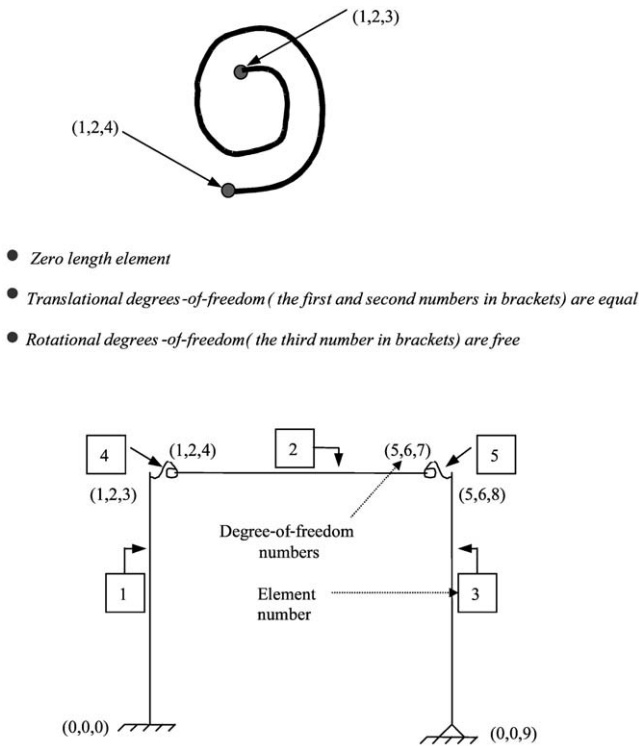 (1,2,3)
(1,2,4)
● Zero length element
● Translational degrees-of-freedom( the first and second numbers in brackets) are equal
● Rotational degrees -of-freedom( the third number in brackets) are free
4
(1,2,4)
2
(5,6,7)
5
(1,2,3)
(5,6,8)
Degree-of-freedom
numbers
1
Element
number
3
(0,0,0)
(0,0,9)